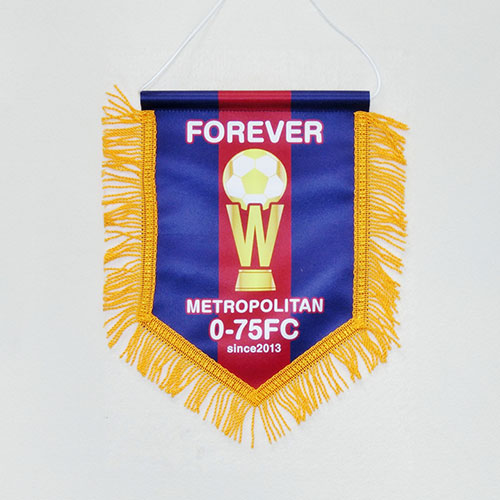 FOREVER
W
METROPOLITAN
0-75FC
since2013